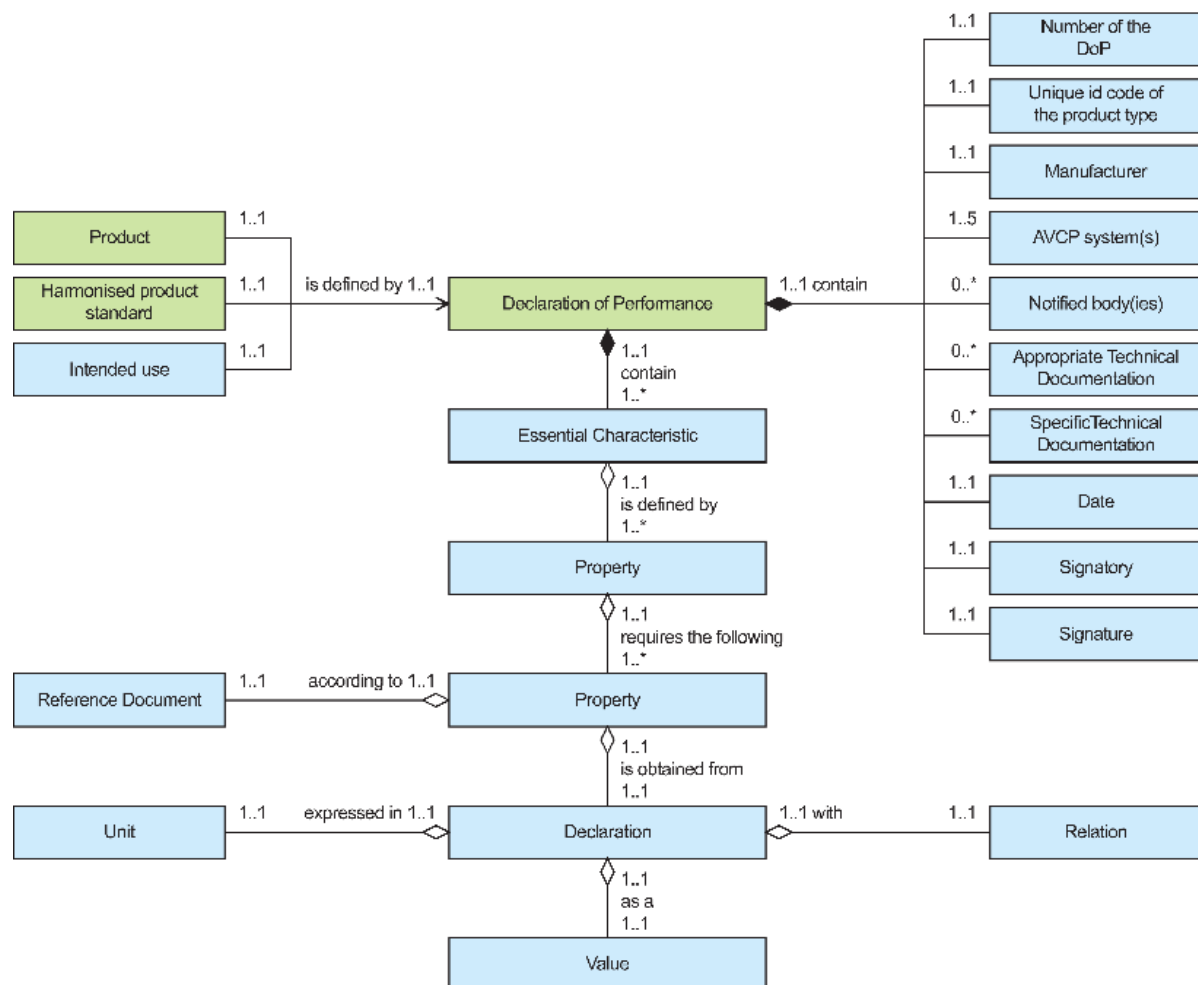 1..1
Number of the
DoP
1..1
Unique id code of
the product type
1..1
Manufacturer
1..5
AVCP system(s)
0..*
Notified body(ies)
0..*
Appropriate Technical
Documentation
0..*
SpecificTechnical
Documentation
1..1
Date
1..1
Signatory
1..1
Signature
Product
1..1
Harmonised product
standard
1..1
Intended use
1..1
is defined by 1..1
Declaration of Performance
1..1 contain
1..1
contain
1..*
Essential Characteristic
1..1
is defined by
1..*
Property
1..1
requires the following
1..*
Reference Document
1..1
according to 1..1
Property
1..1
is obtained from
1..1
Unit
1..1
expressed in 1..1
Declaration
1..1 with
1..1
Relation
1..1
as a
1..1
Value